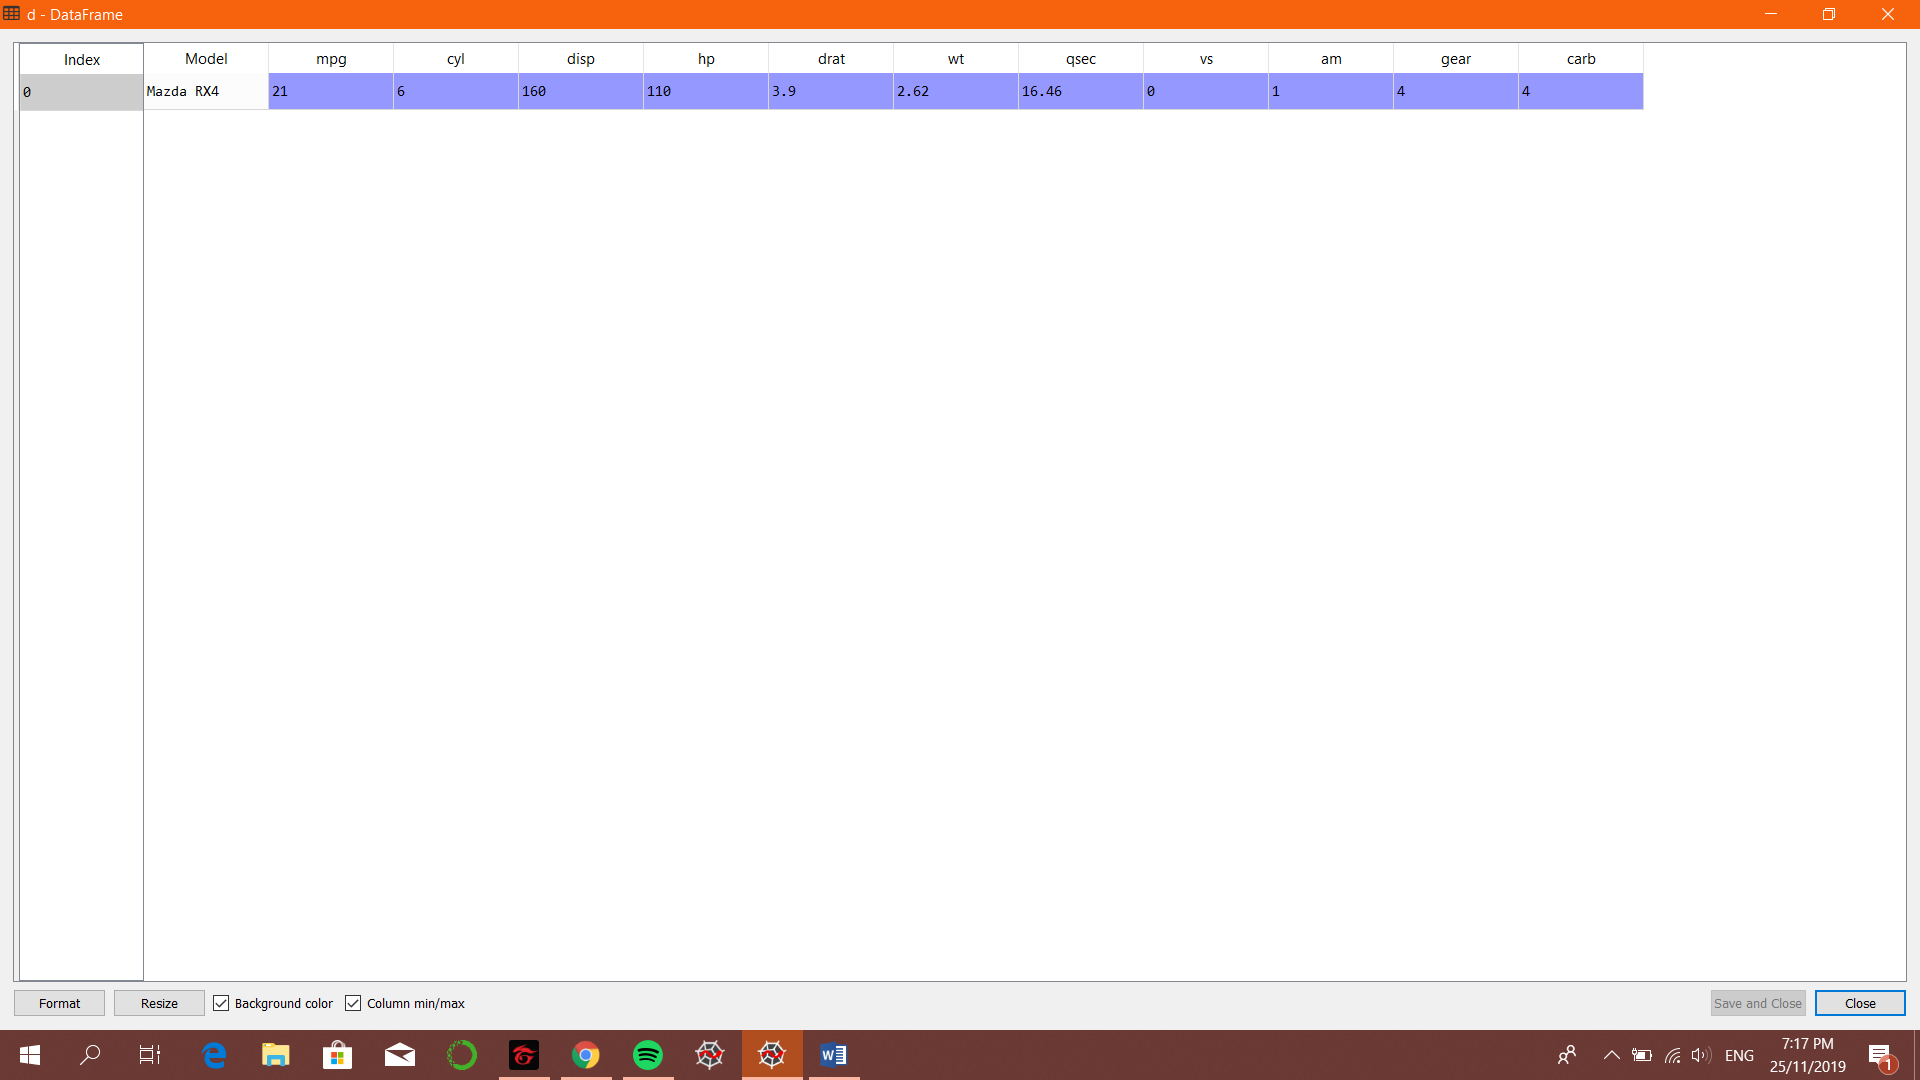 d - DataFrame
Index Model mpg cyl disp hp drat wt qsec vs am gear carb
0 Mazda RX4 21 6 160 110 3.9 2.62 16.46 0 1 4 4
Format Resize Background color Column min/max Save and Close Close
ENG 7:17 PM
25/11/2019 1